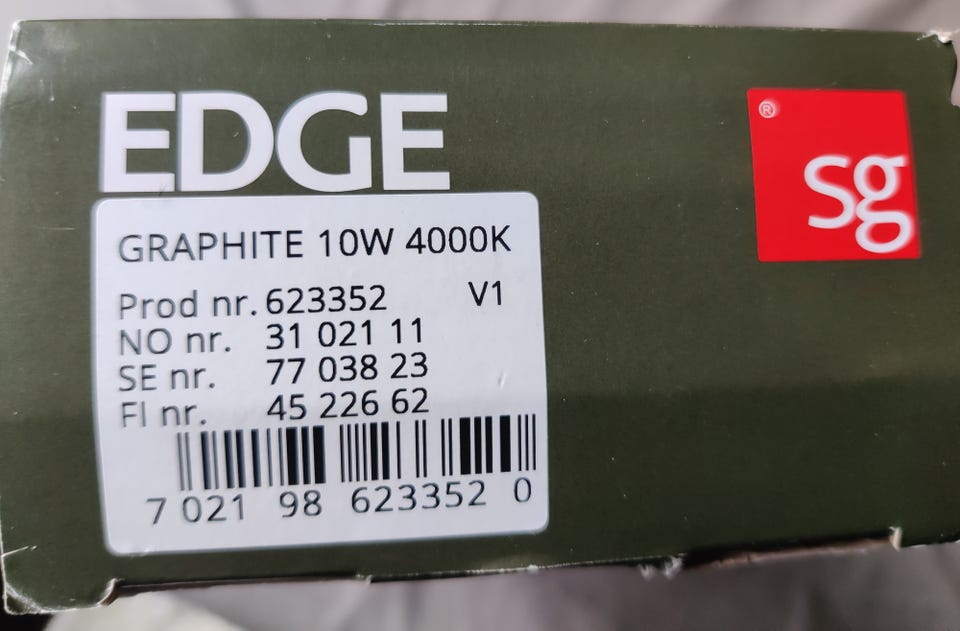 EDGE
® sg
GRAPHITE 10W 4000K
Prod nr. 623352 V1
NO nr. 31 021 11
SE nr. 77 038 23
FI nr. 45 226 62
7 021 98 623352 0